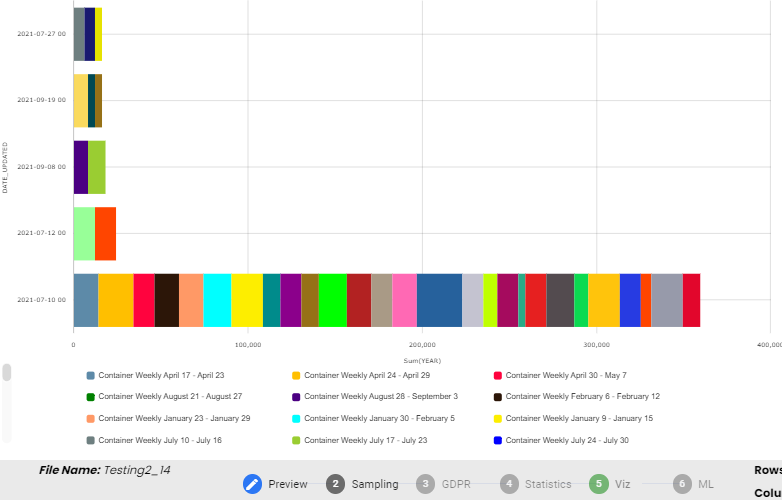 2021-07-27 00
2021-09-19 00
2021-09-08 00
2021-07-12 00
2021-07-10 00
DATE_UPDATED
0 100,000 200,000 300,000 400,000
Sum(YEAR)
Container Weekly April 17 - April 23 Container Weekly April 24 - April 29 Container Weekly April 30 - May 7
Container Weekly August 21 - August 27 Container Weekly August 28 - September 3 Container Weekly February 6 - February 12
Container Weekly January 23 - January 29 Container Weekly January 30 - February 5 Container Weekly January 9 - January 15
Container Weekly July 10 - July 16 Container Weekly July 17 - July 23 Container Weekly July 24 - July 30
File Name: Testing2_14 Rows
Preview 2 Sampling 3 GDPR 4 Statistics 5 Viz 6 ML
Colu